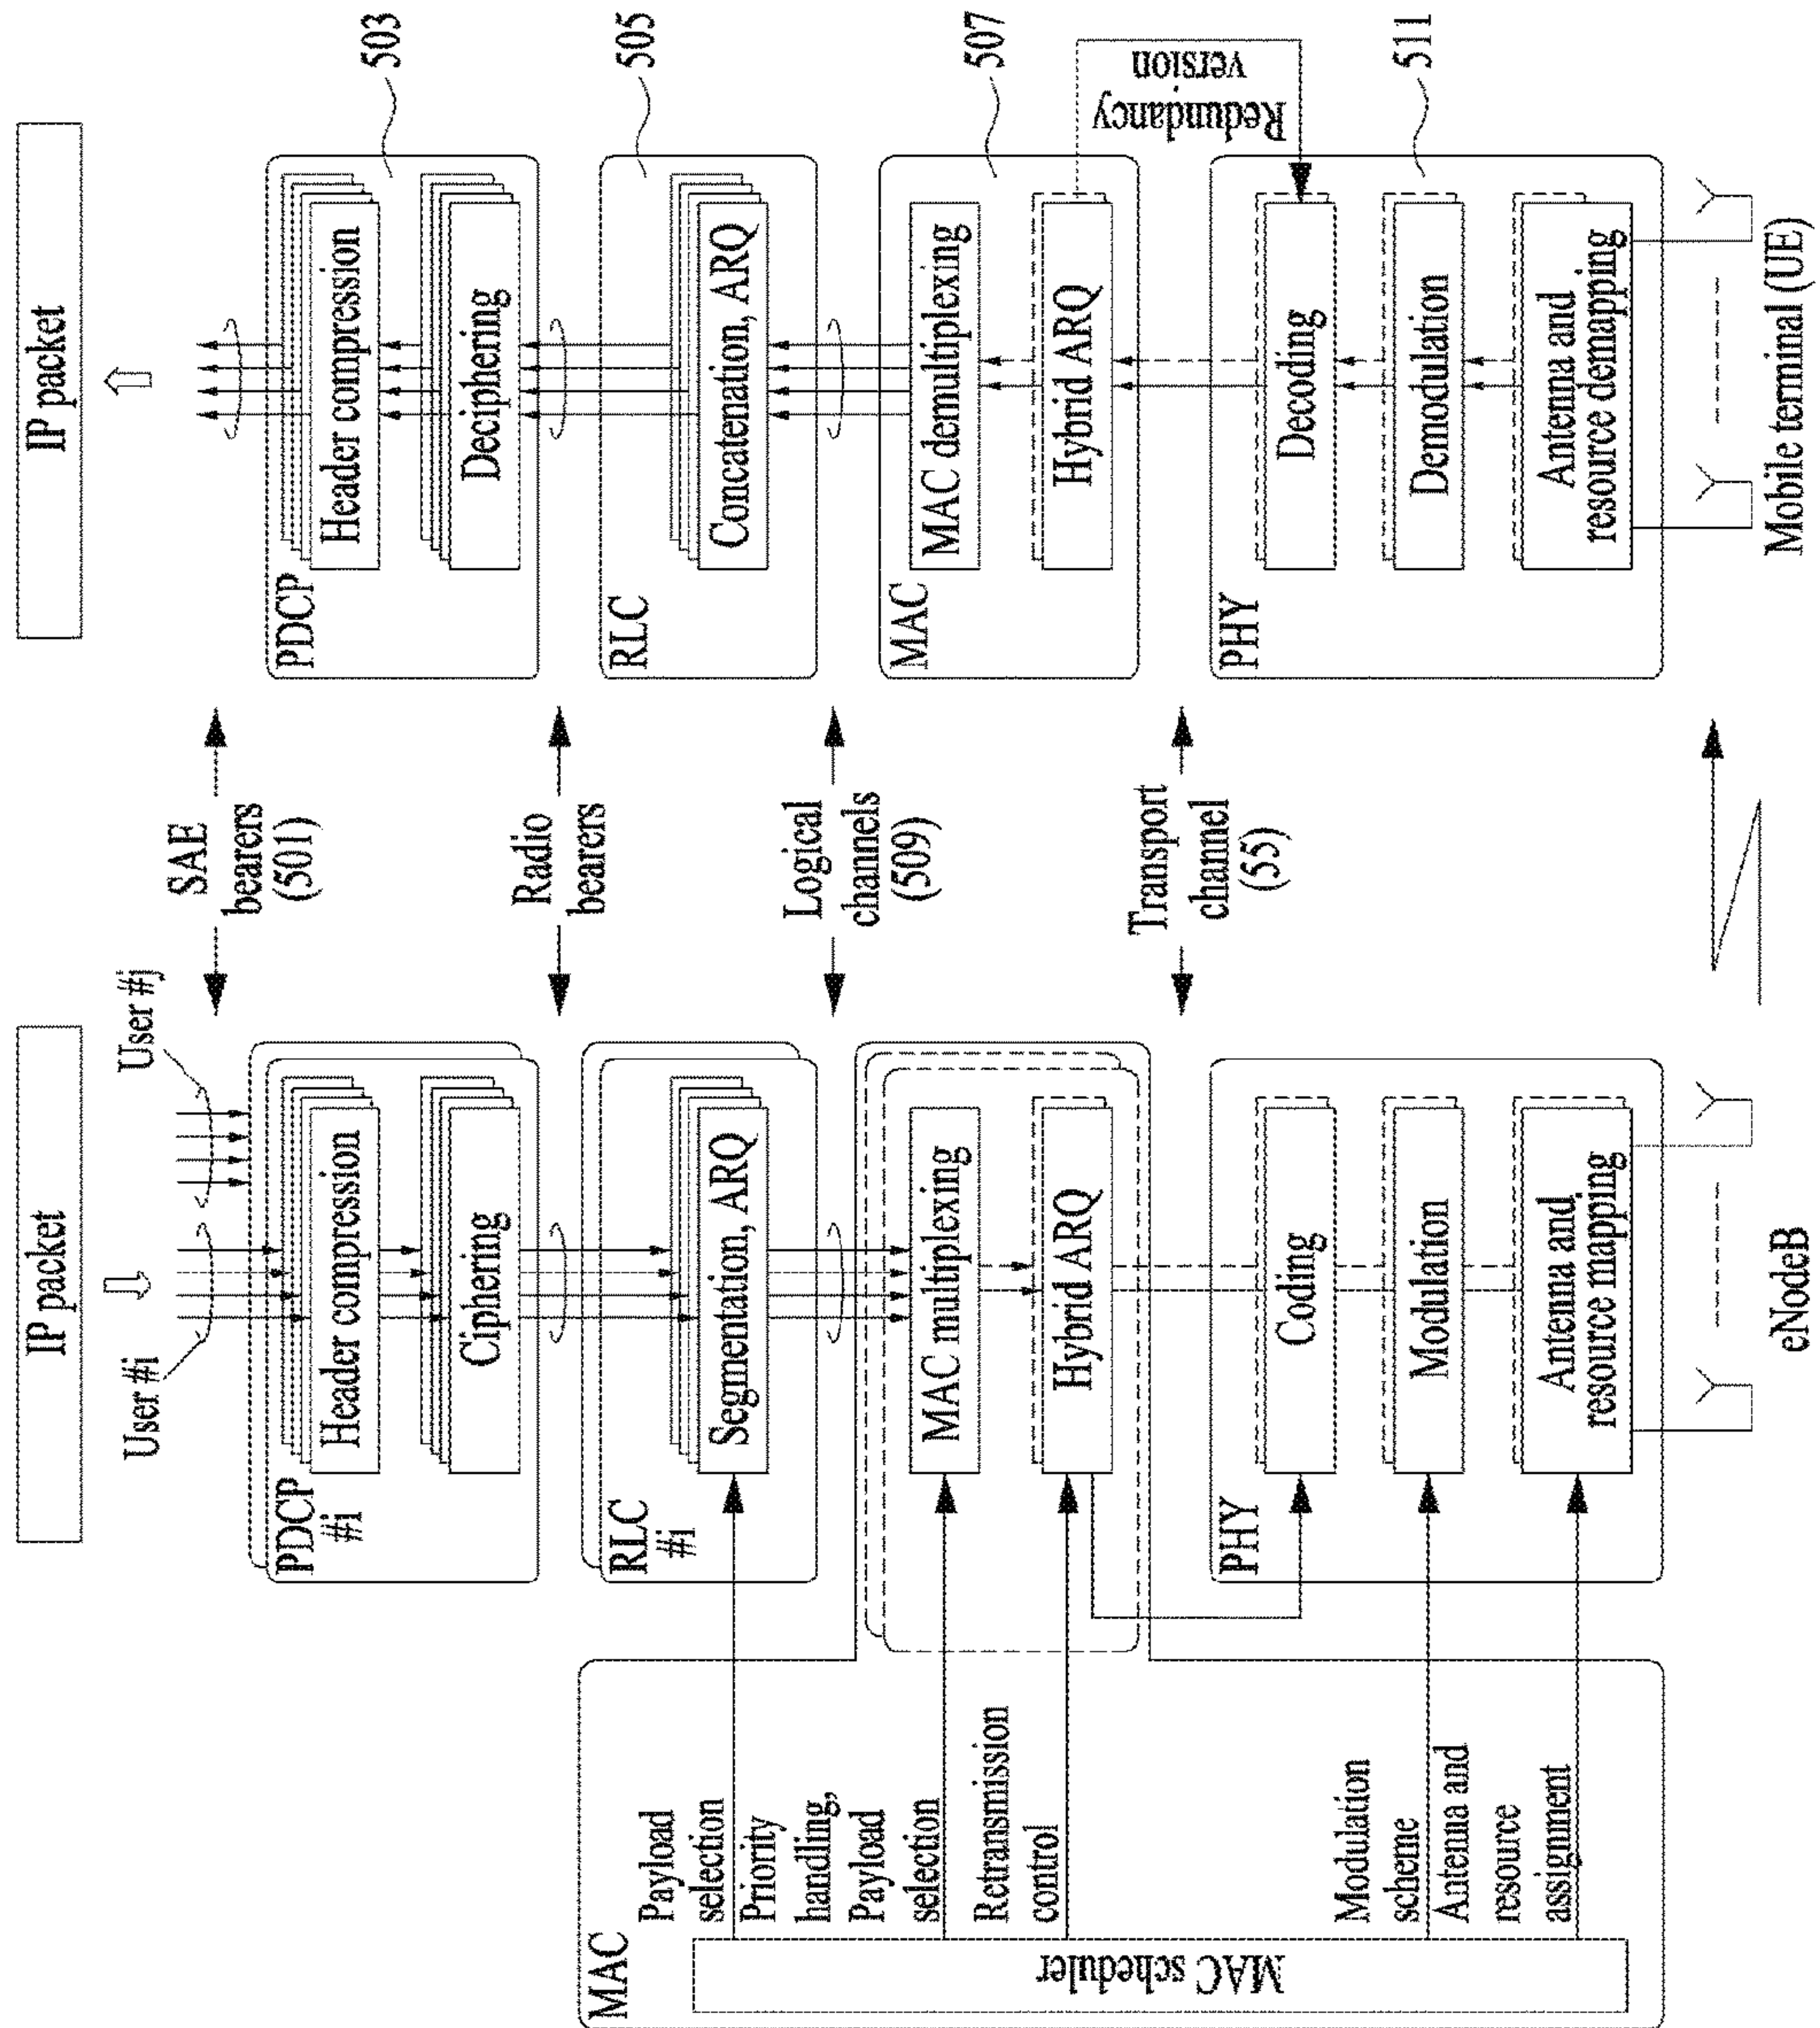 IP packet
User #i
User #j
PDCP
#i
Header compression
Ciphering
RLC
#i
Segmentation, ARQ
MAC
MAC scheduler
Payload
selection
Priority
handling,
Payload
selection
Retransmission
control
Modulation
scheme
Antenna and
resource
assignment
MAC multiplexing
Hybrid ARQ
PHY
Coding
Modulation
Antenna and
resource mapping
eNodeB
SAE
bearers
(501)
Radio
bearers
Logical
channels
(509)
Transport
channel
(55)
IP packet
PDCP
503
Header compression
Deciphering
RLC
505
Concatenation, ARQ
MAC
507
MAC demultiplexing
Hybrid ARQ
Redundancy
version
PHY
511
Decoding
Demodulation
Antenna and
resource demapping
Mobile terminal (UE)